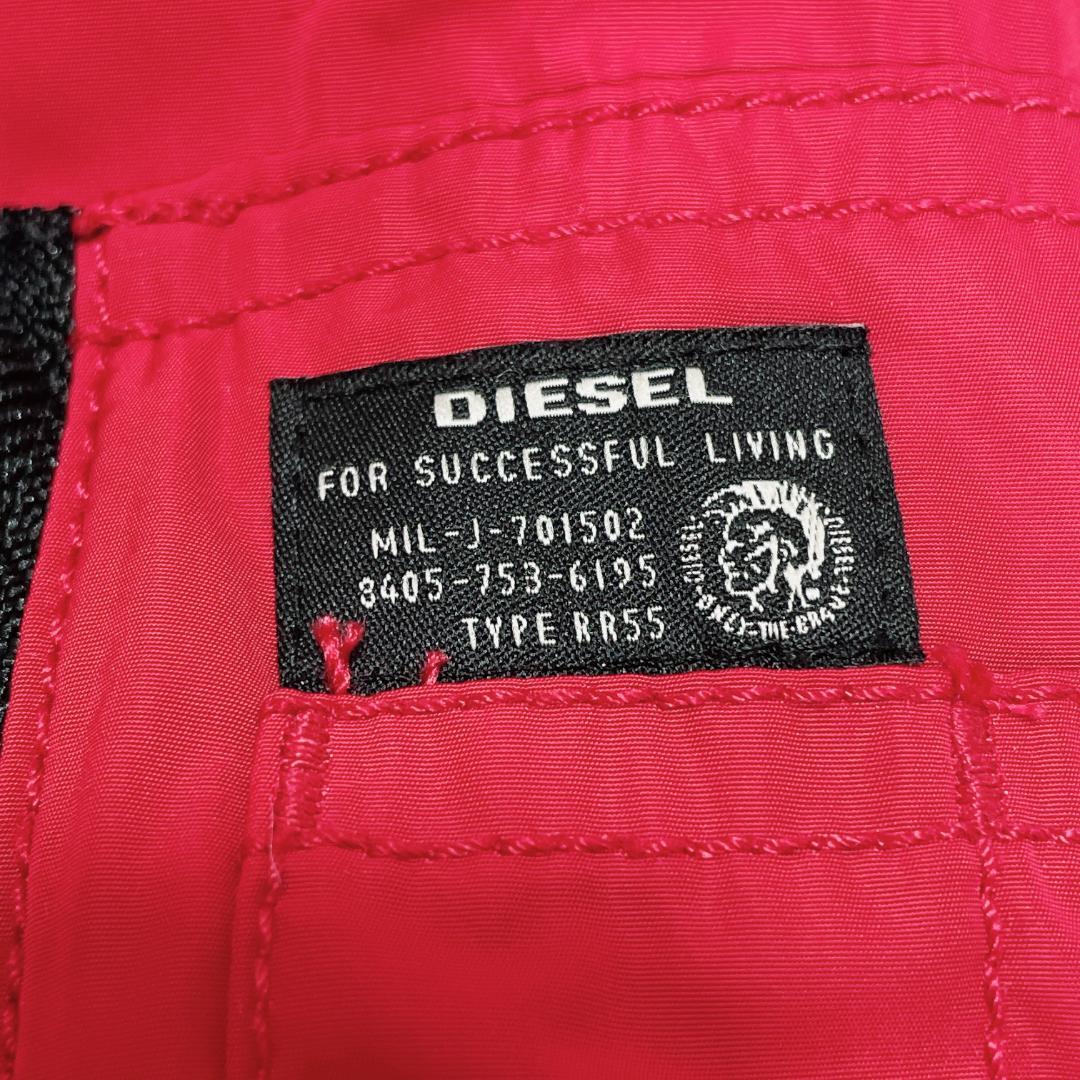 DIESEL
FOR SUCCESSFUL LIVING
MIL-J-701502
8405-753-6195
TYPE RR55
DIESEL·ONLY·THE·BRAVE·DIESEL